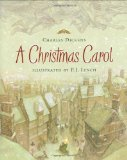 CHARLES DICKENS
A Christmas Carol
ILLUSTRATED BY P.J. LYNCH